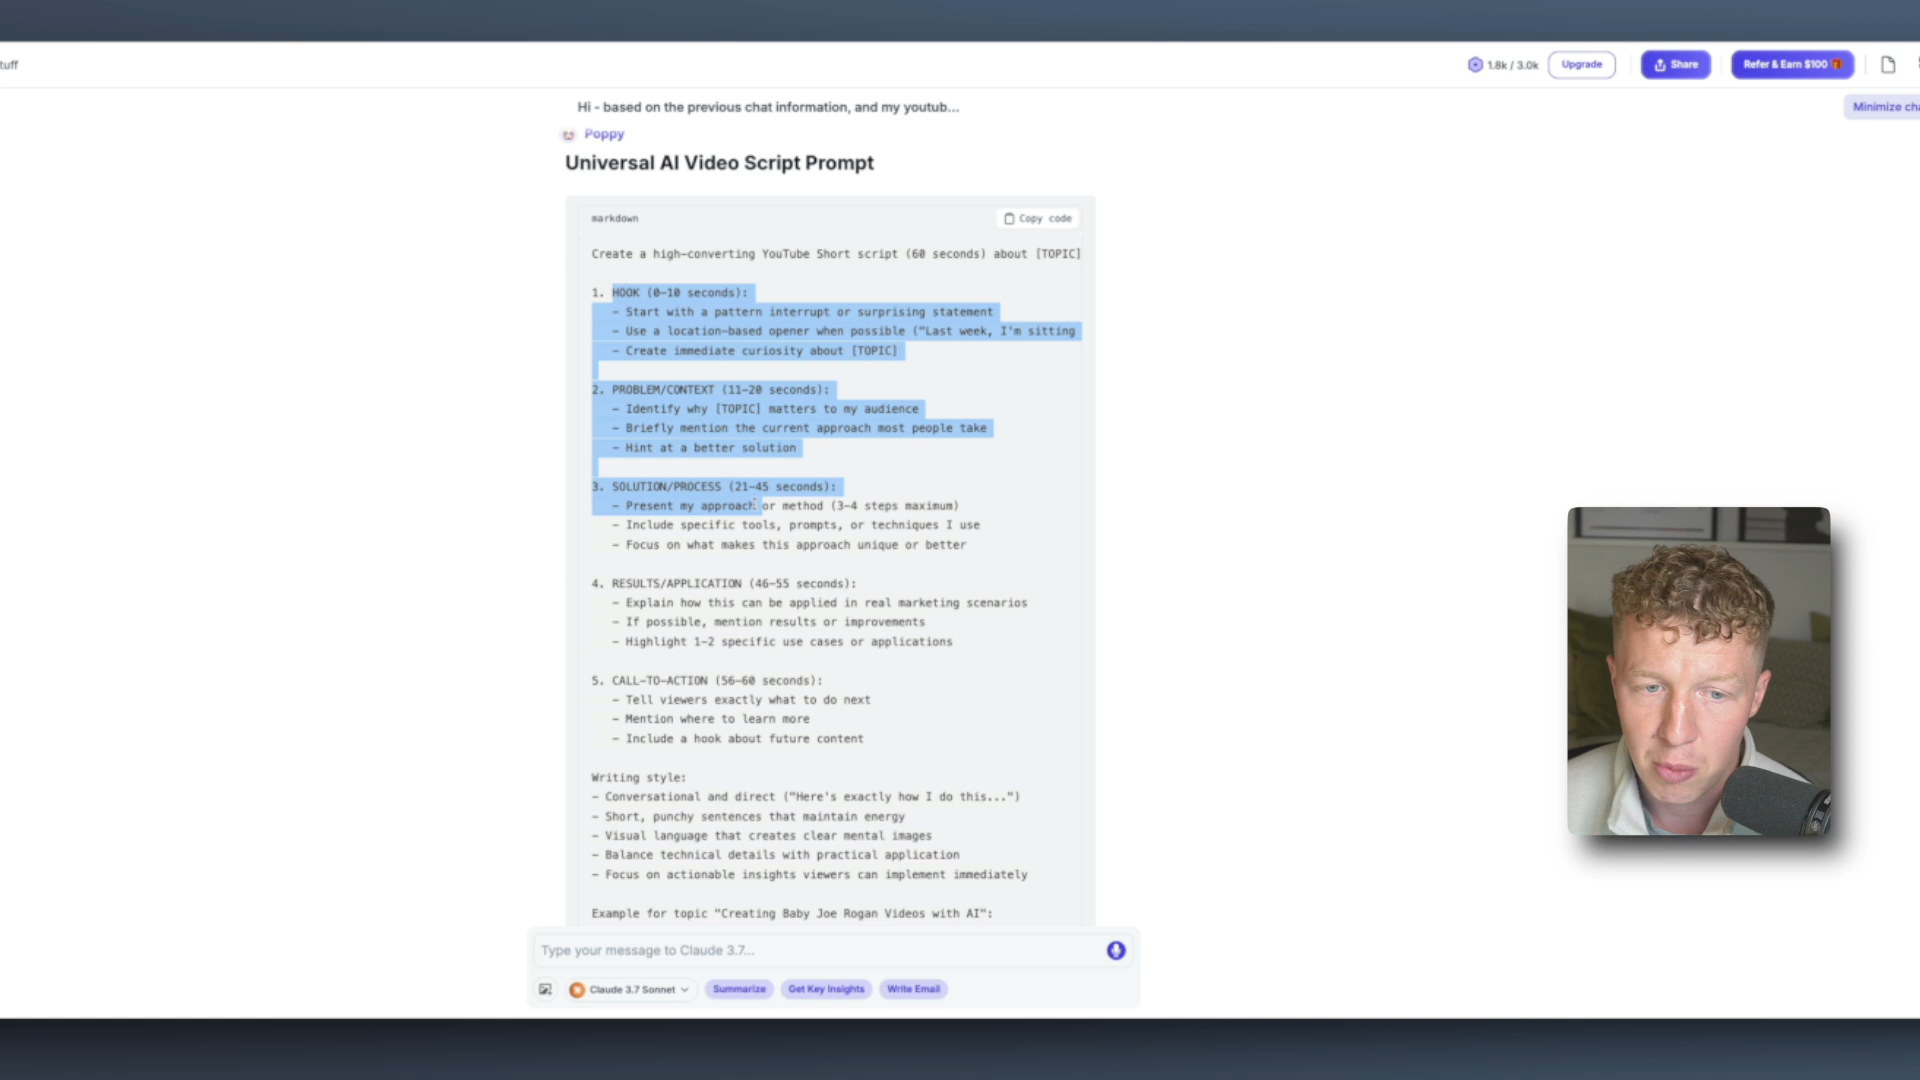 tuff
1.8k / 3.0k
Upgrade
Share
Refer & Earn $100
Minimize cha
Hi - based on the previous chat information, and my youtub...
Poppy
Universal AI Video Script Prompt
markdown
Copy code
Create a high-converting YouTube Short script (60 seconds) about [TOPIC]
1. HOOK (0-10 seconds):
- Start with a pattern interrupt or surprising statement
- Use a location-based opener when possible ("Last week, I'm sitting
- Create immediate curiosity about [TOPIC]
2. PROBLEM/CONTEXT (11-20 seconds):
- Identify why [TOPIC] matters to my audience
- Briefly mention the current approach most people take
- Hint at a better solution
3. SOLUTION/PROCESS (21-45 seconds):
- Present my approach or method (3-4 steps maximum)
- Include specific tools, prompts, or techniques I use
- Focus on what makes this approach unique or better
4. RESULTS/APPLICATION (46-55 seconds):
- Explain how this can be applied in real marketing scenarios
- If possible, mention results or improvements
- Highlight 1-2 specific use cases or applications
5. CALL-TO-ACTION (56-60 seconds):
- Tell viewers exactly what to do next
- Mention where to learn more
- Include a hook about future content
Writing style:
- Conversational and direct ("Here's exactly how I do this...")
- Short, punchy sentences that maintain energy
- Visual language that creates clear mental images
- Balance technical details with practical application
- Focus on actionable insights viewers can implement immediately
Example for topic "Creating Baby Joe Rogan Videos with AI":
Type your message to Claude 3.7...
Claude 3.7 Sonnet
Summarize
Get Key Insights
Write Email